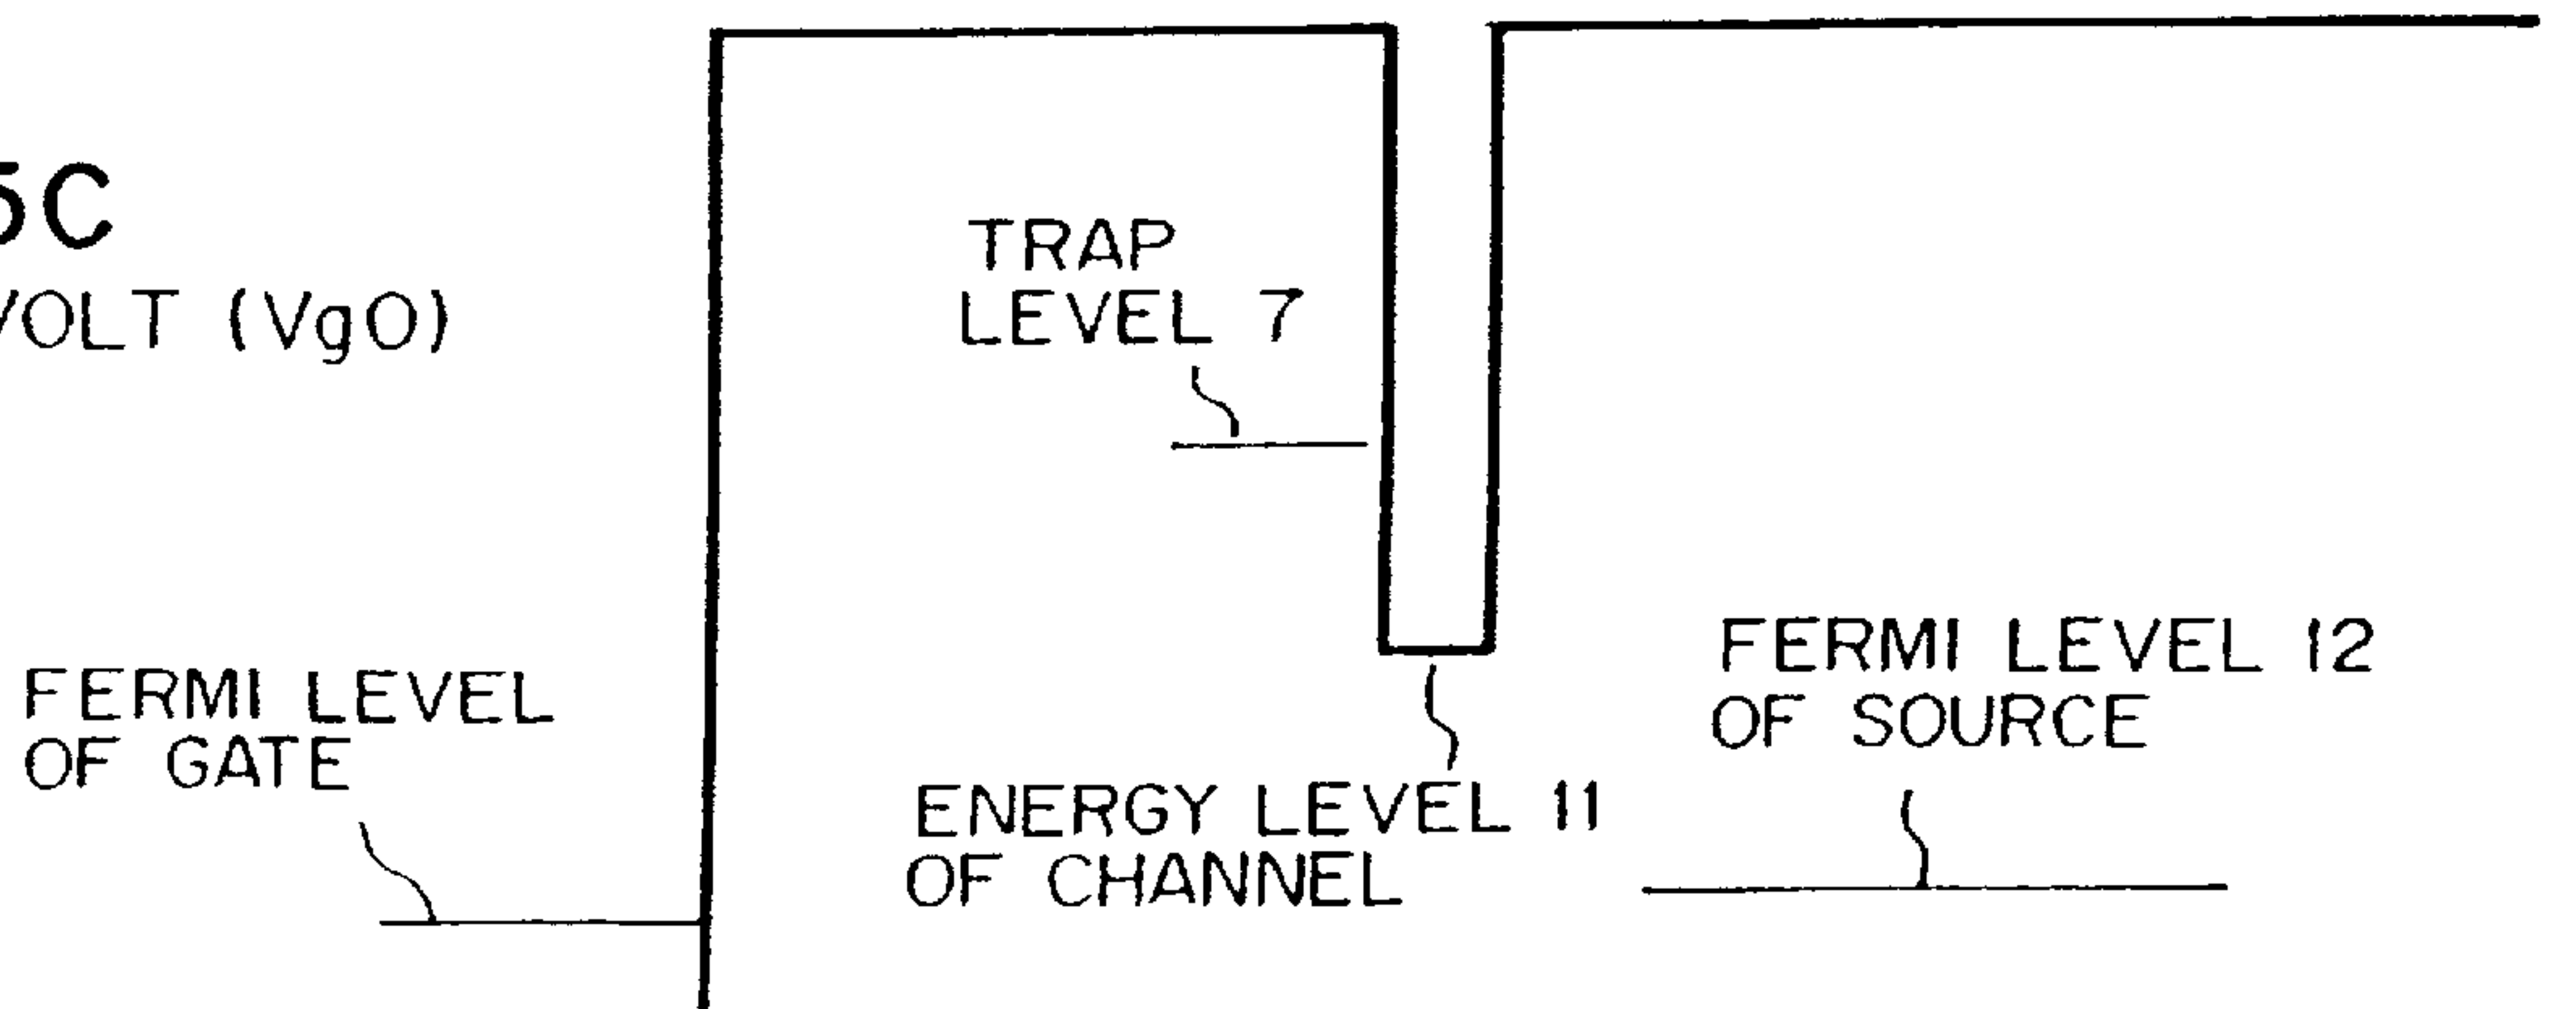 5C
VOLT (Vg0)
TRAP
LEVEL 7
FERMI LEVEL
OF GATE
ENERGY LEVEL 11
OF CHANNEL
FERMI LEVEL 12
OF SOURCE